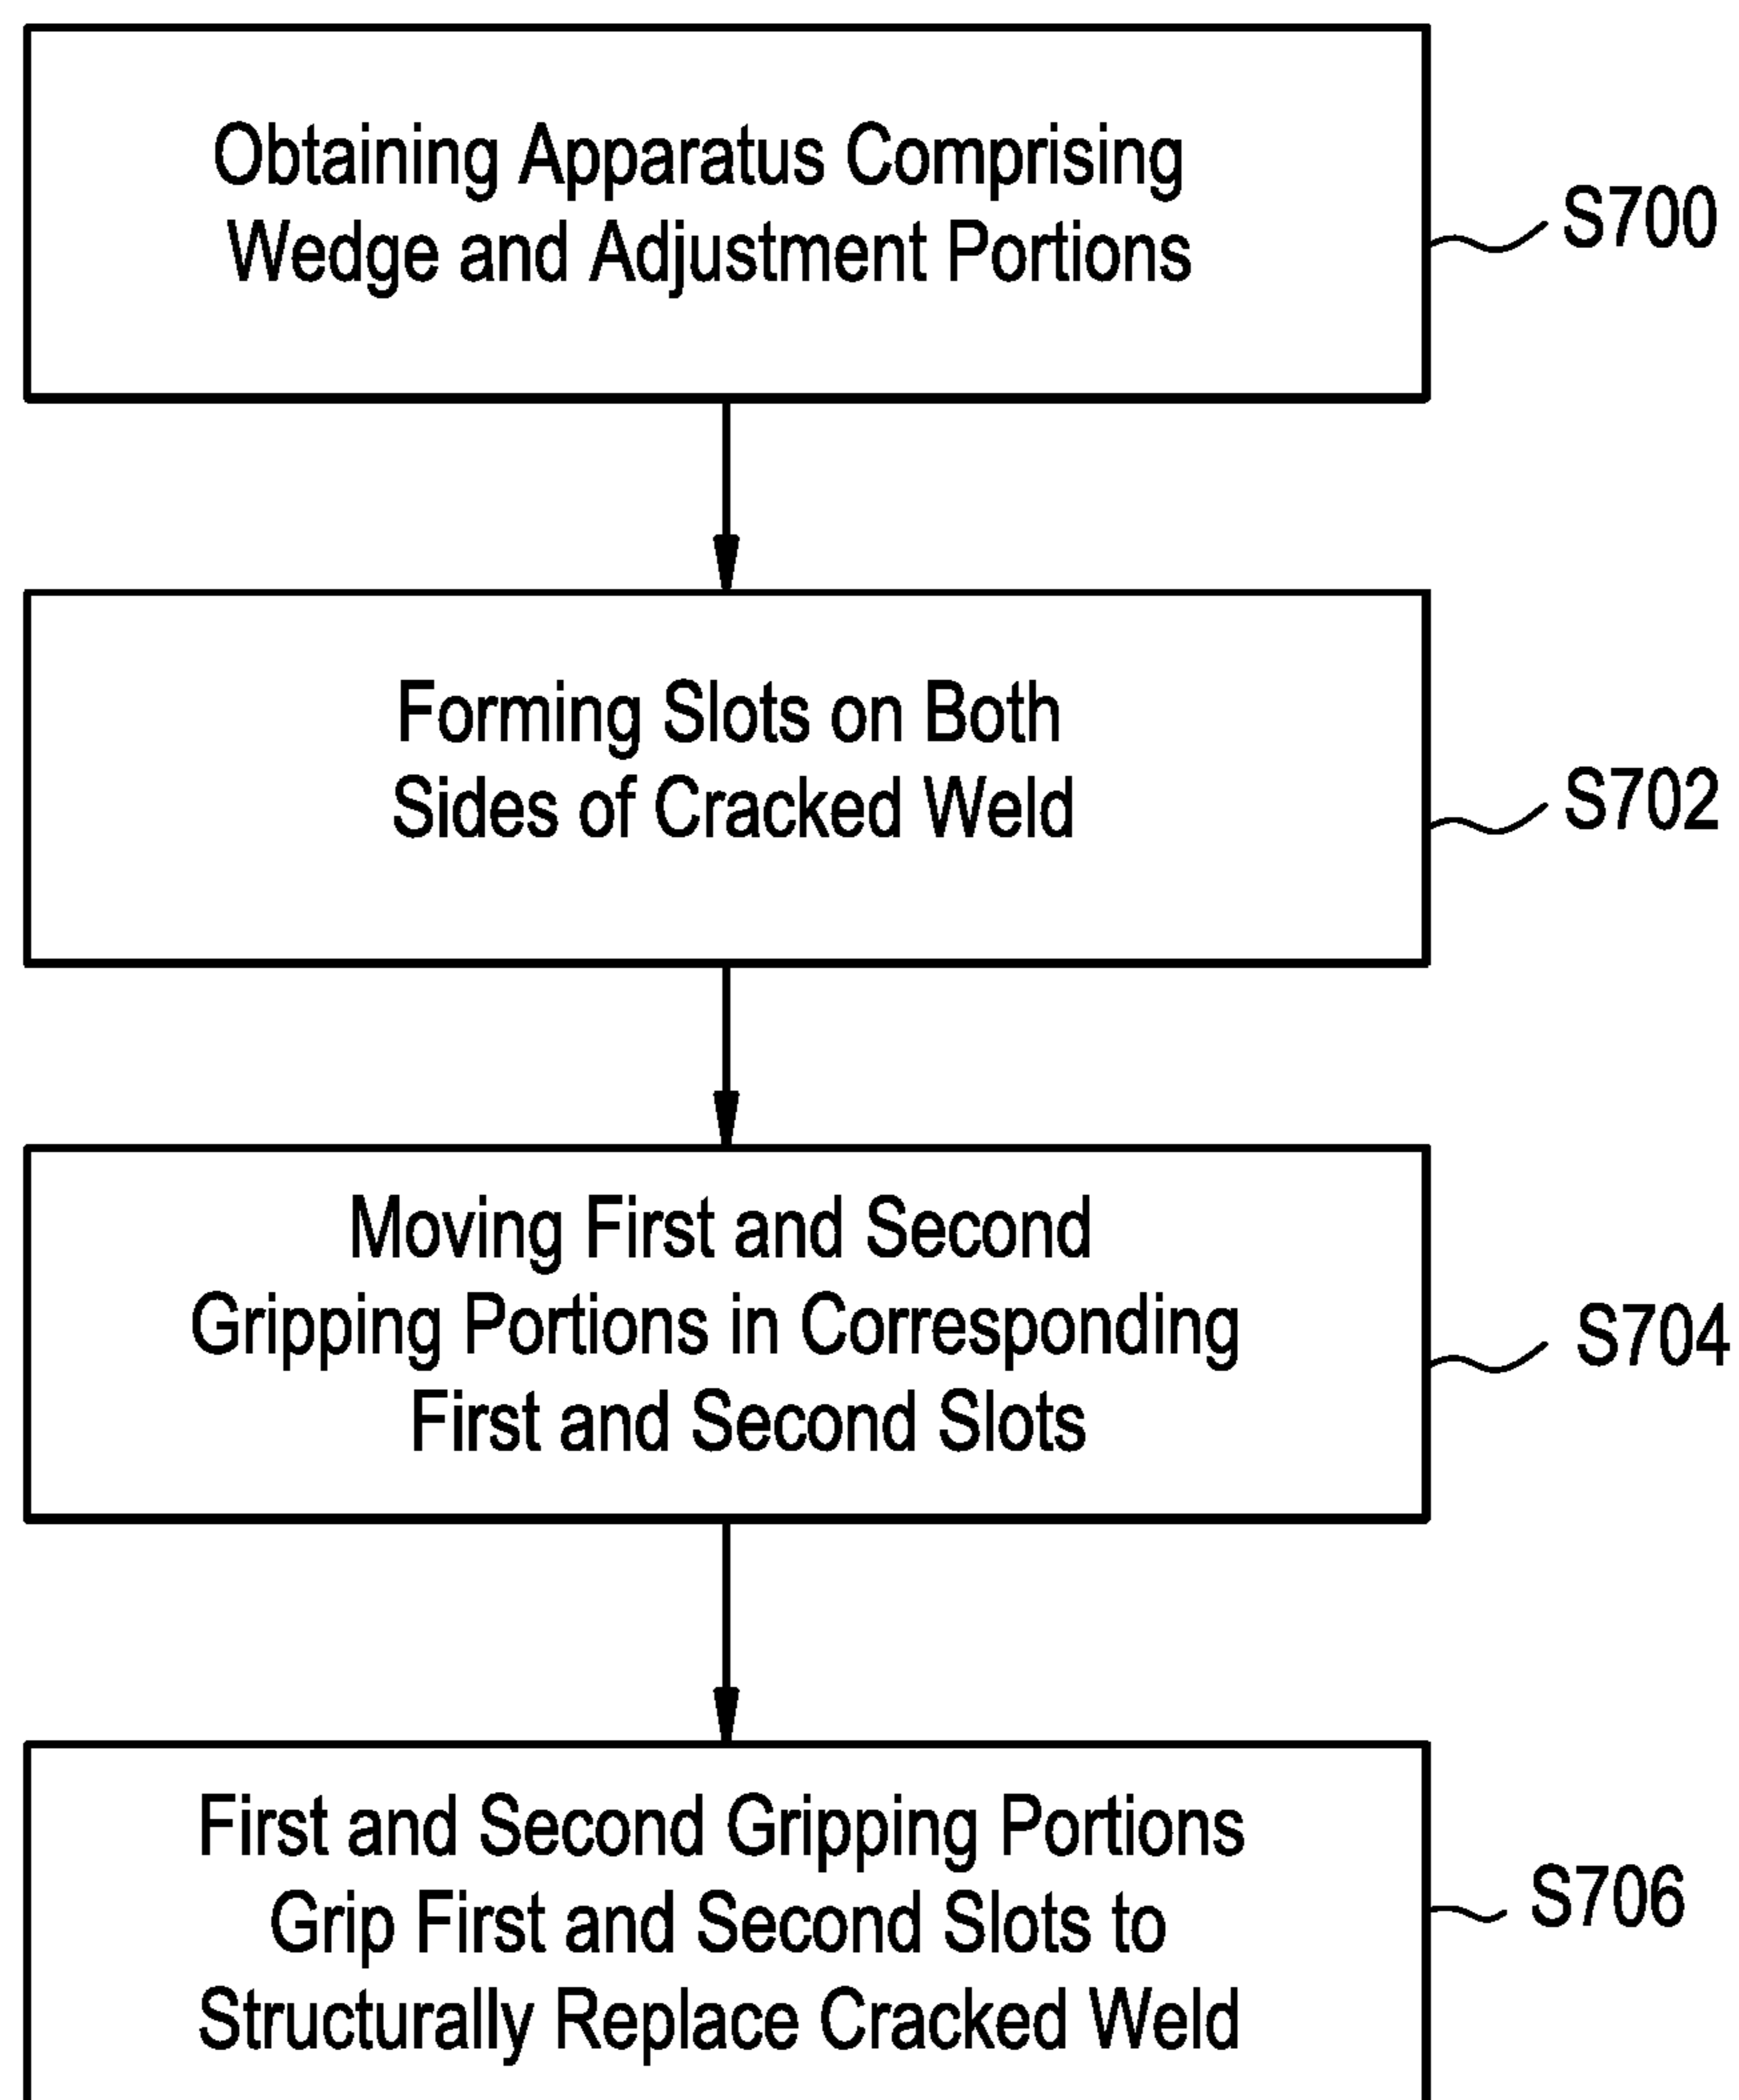 Obtaining Apparatus Comprising
Wedge and Adjustment Portions
S700
Forming Slots on Both
Sides of Cracked Weld
S702
Moving First and Second
Gripping Portions in Corresponding
First and Second Slots
S704
First and Second Gripping Portions
Grip First and Second Slots to
Structurally Replace Cracked Weld
S706